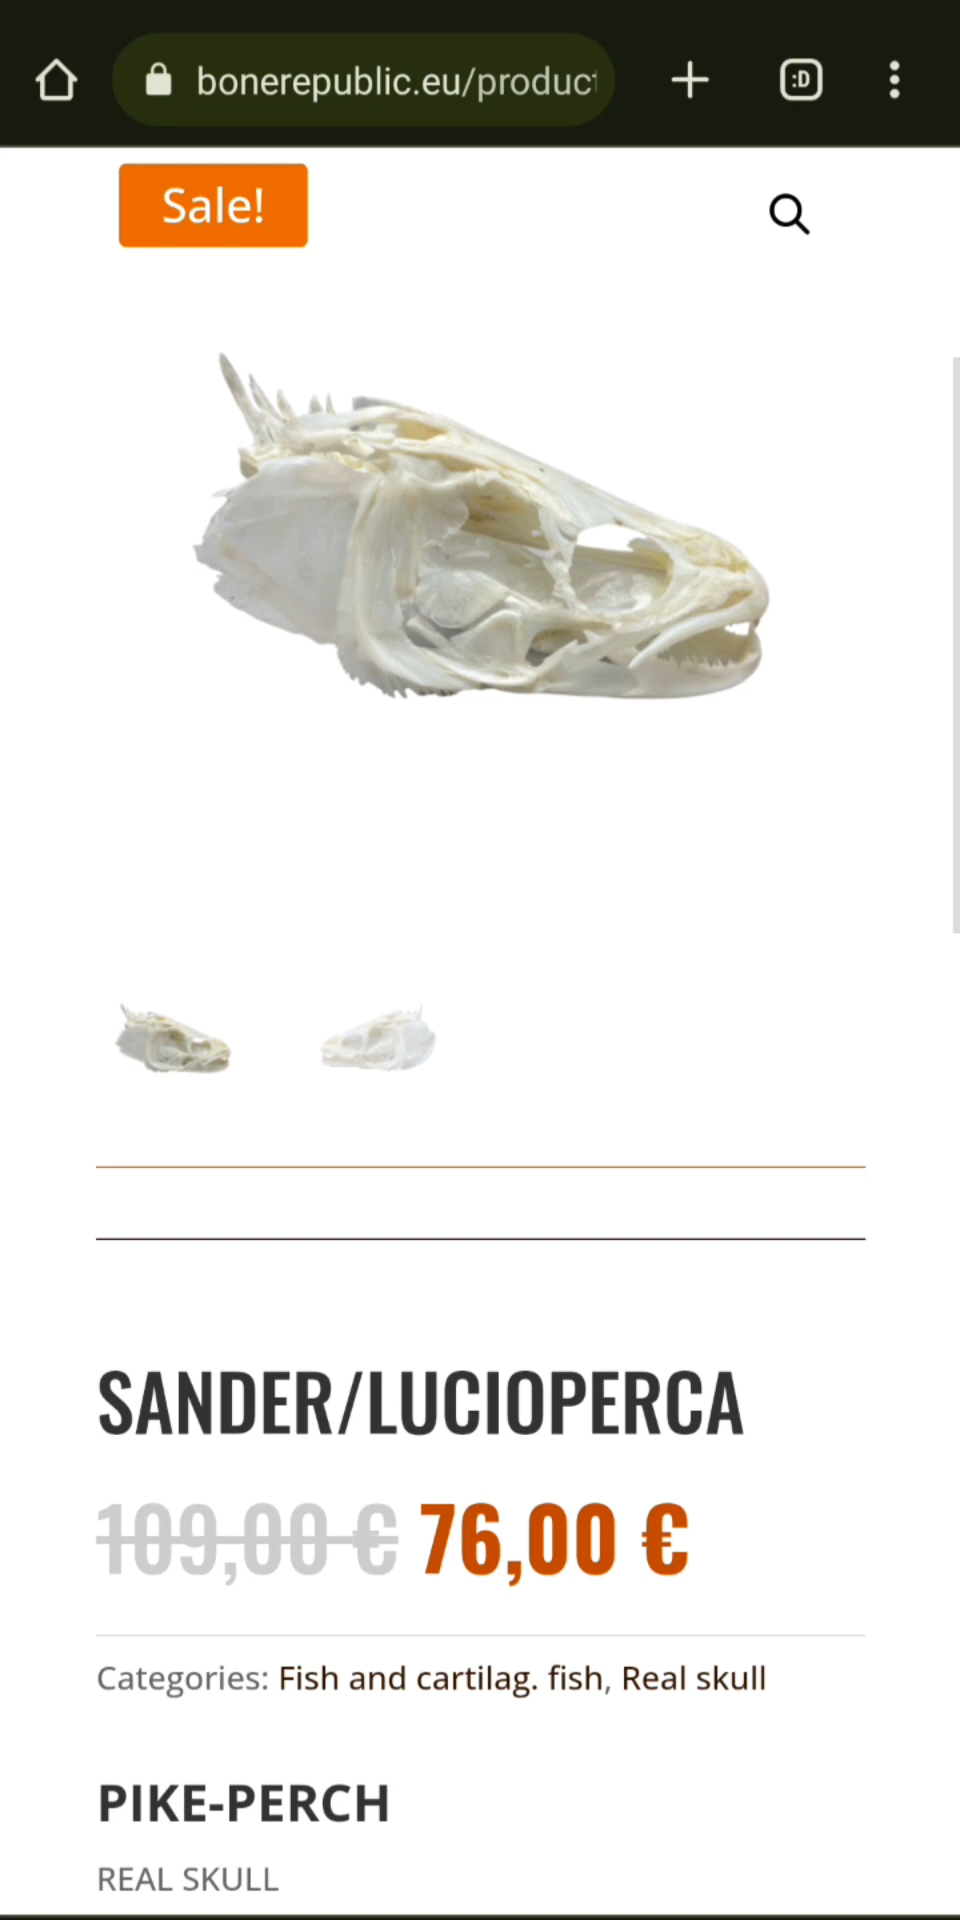 bonerepublic.eu/product
:D
Sale!
SANDER/LUCIOPERCA
109,00 € 76,00 €
Categories: Fish and cartilag. fish, Real skull
PIKE-PERCH
REAL SKULL